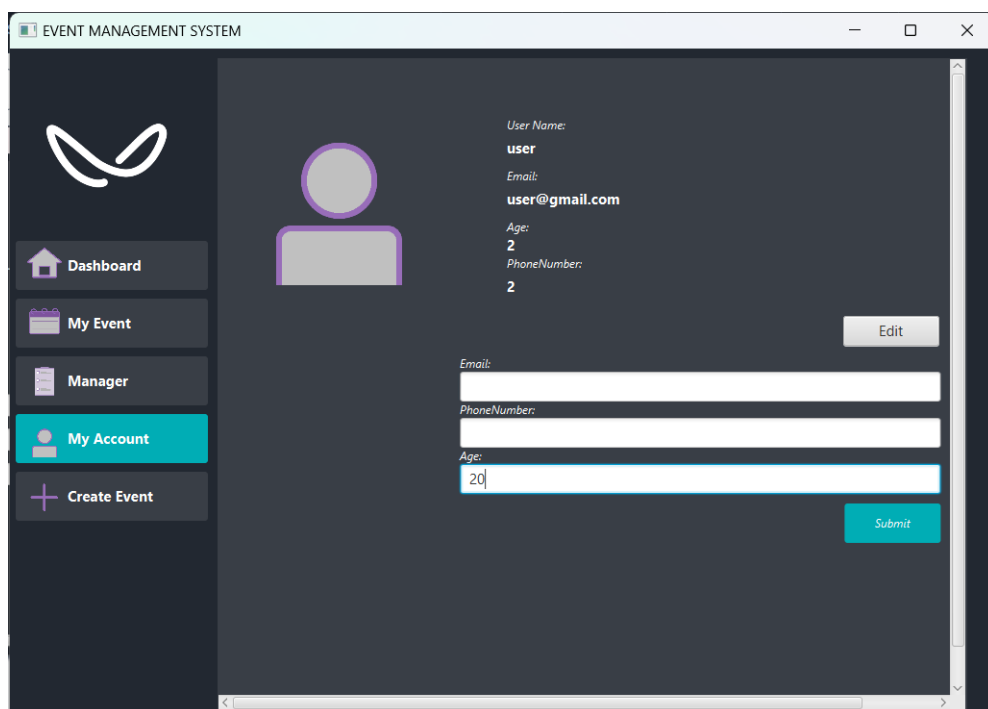 EVENT MANAGEMENT SYSTEM
Dashboard
My Event
Manager
My Account
Create Event
User Name:
user
Email:
user@gmail.com
Age:
2
PhoneNumber:
2
Edit
Email:
PhoneNumber:
Age:
20
Submit